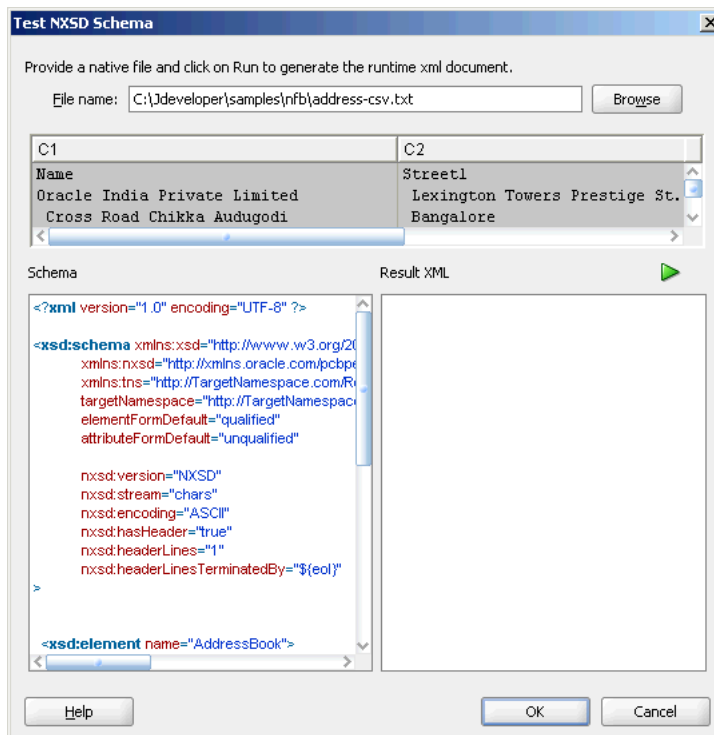 Test NXSD Schema
Provide a native file and click on Run to generate the runtime xml document.
File name: C:\Jdeveloper\samples\nfb\address-csv.txt Browse
C1 C2
Name Street1
Oracle India Private Limited Lexington Towers Prestige St.
Cross Road Chikka Audugodi Bangalore
Schema Result XML
<?xml version="1.0" encoding="UTF-8" ?>
<xsd:schema xmlns:xsd="http://www.w3.org/20
xmlns:nxsd="http://xmlns.oracle.com/pcbpe
xmlns:tns="http://TargetNamespace.com/Re
targetNamespace="http://TargetNamespace
elementFormDefault="qualified"
attributeFormDefault="unqualified"
nxsd:version="NXSD"
nxsd:stream="chars"
nxsd:encoding="ASCII"
nxsd:hasHeader="true"
nxsd:headerLines="1"
nxsd:headerLinesTerminatedBy="${eol}"
>
<xsd:element name="AddressBook">
Help OK Cancel